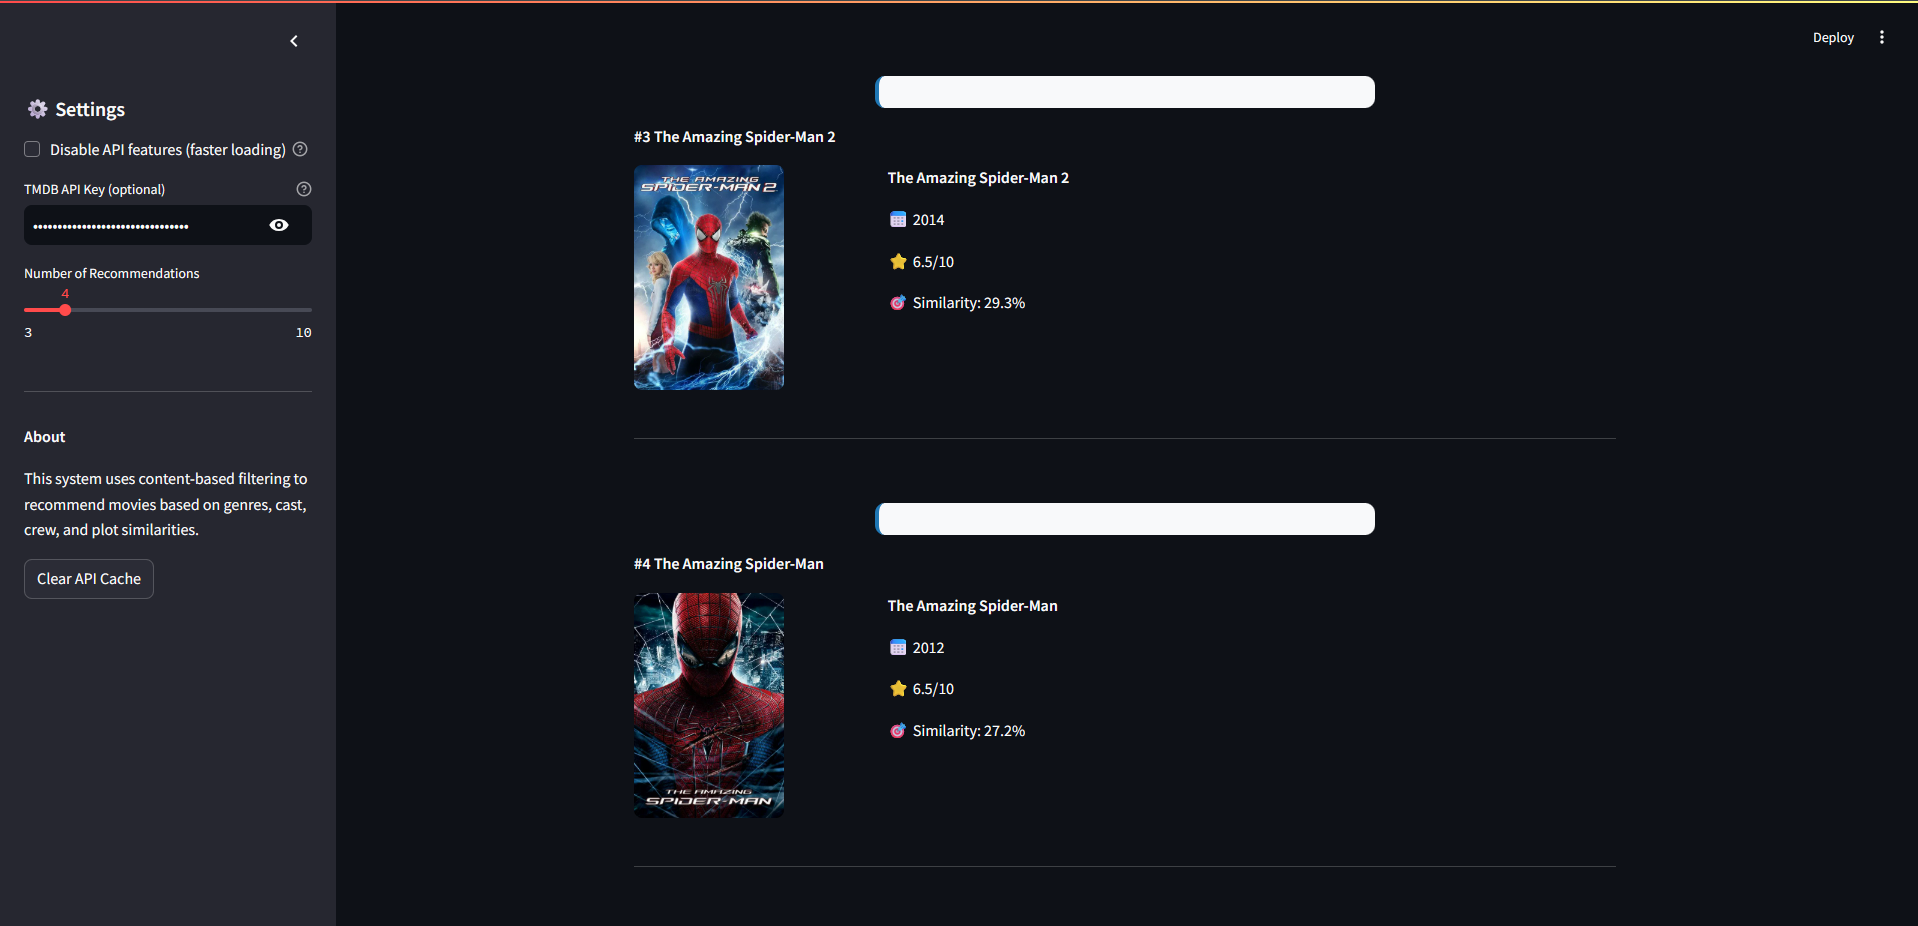 Deploy
Settings
Disable API features (faster loading)
TMDB API Key (optional)
••••••••••••••••••••••••••••••••
Number of Recommendations
4
3
10
About
This system uses content-based filtering to
recommend movies based on genres, cast,
crew, and plot similarities.
Clear API Cache
#3 The Amazing Spider-Man 2
THE AMAZING
SPIDER-MAN 2
The Amazing Spider-Man 2
2014
6.5/10
Similarity: 29.3%
#4 The Amazing Spider-Man
THE AMAZING
SPIDER-MAN
The Amazing Spider-Man
2012
6.5/10
Similarity: 27.2%